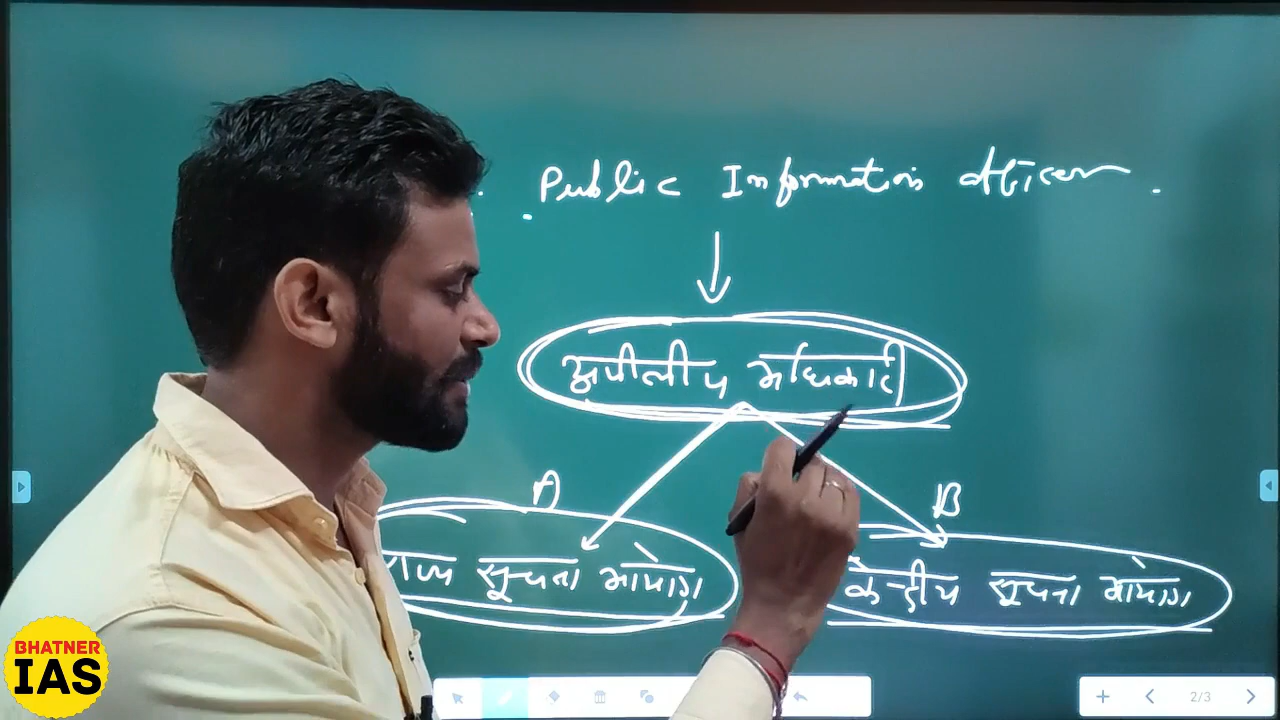 Public Information officer.
अपीलीय अधिकारी
A
B
राज्य सूचना आयोग
केन्द्रीय सूचना आयोग
BHATNER
IAS
2/3